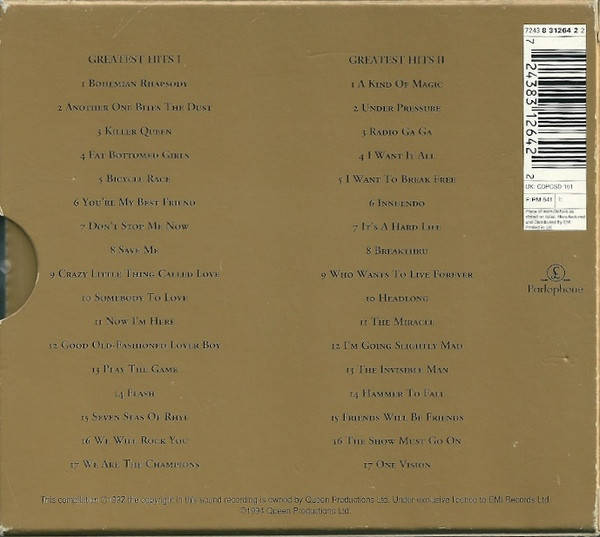 GREATEST HITS I
1 BOHEMIAN RHAPSODY
2 ANOTHER ONE BITES THE DUST
3 KILLER QUEEN
4 FAT BOTTOMED GIRLS
5 BICYCLE RACE
6 YOU'RE MY BEST FRIEND
7 DON'T STOP ME NOW
8 SAVE ME
9 CRAZY LITTLE THING CALLED LOVE
10 SOMEBODY TO LOVE
11 NOW I'M HERE
12 GOOD OLD-FASHIONED LOVER BOY
13 PLAY THE GAME
14 FLASH
15 SEVEN SEAS OF RHYE
16 WE WILL ROCK YOU
17 WE ARE THE CHAMPIONS
GREATEST HITS II
1 A KIND OF MAGIC
2 UNDER PRESSURE
3 RADIO GA GA
4 I WANT IT ALL
5 I WANT TO BREAK FREE
6 INNUENDO
7 IT'S A HARD LIFE
8 BREAKTHRU
9 WHO WANTS TO LIVE FOREVER
10 HEADLONG
11 THE MIRACLE
12 I'M GOING SLIGHTLY MAD
13 THE INVISIBLE MAN
14 HAMMER TO FALL
15 FRIENDS WILL BE FRIENDS
16 THE SHOW MUST GO ON
17 ONE VISION
7243 8 31264 2 2
7 24383 12642 2
UK: CDPCSD 161
F: PM 641
Printed in
£
Parlophone
This compilation ©1992 the copyright in this sound recording is owned by Queen Productions Ltd. Under exclusive licence to EMI Records Ltd.
©1994 Queen Productions Ltd.